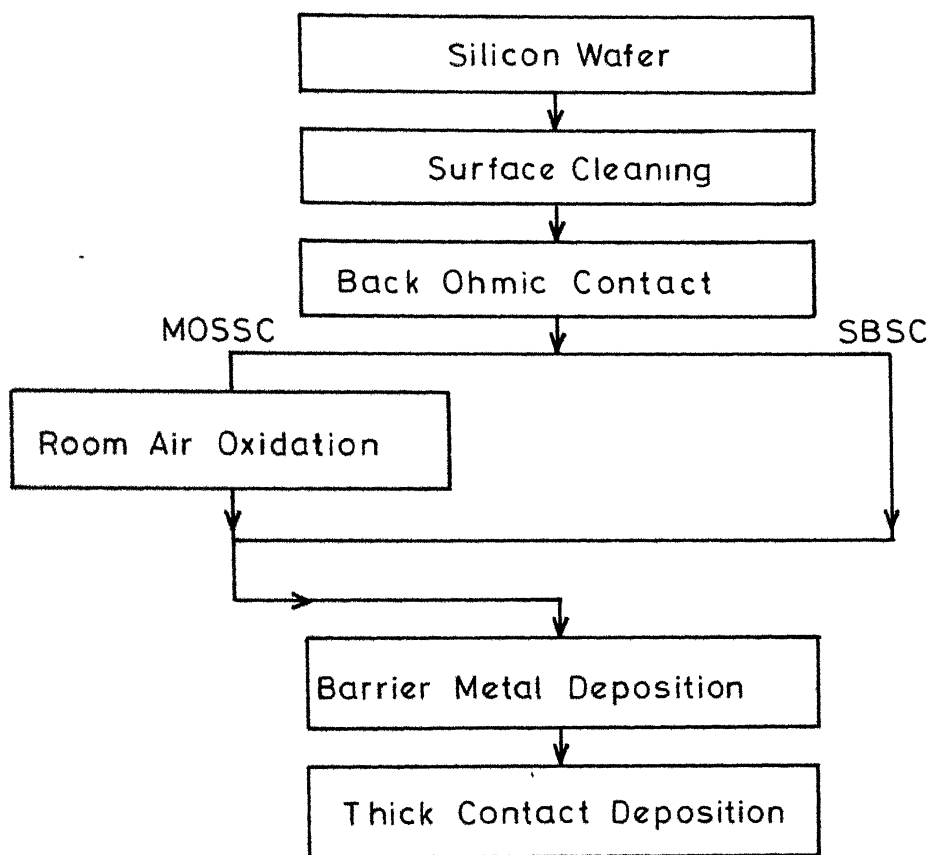 Silicon Wafer
Surface Cleaning
Back Ohmic Contact
MOSSC
SBSC
Room Air Oxidation
Barrier Metal Deposition
Thick Contact Deposition